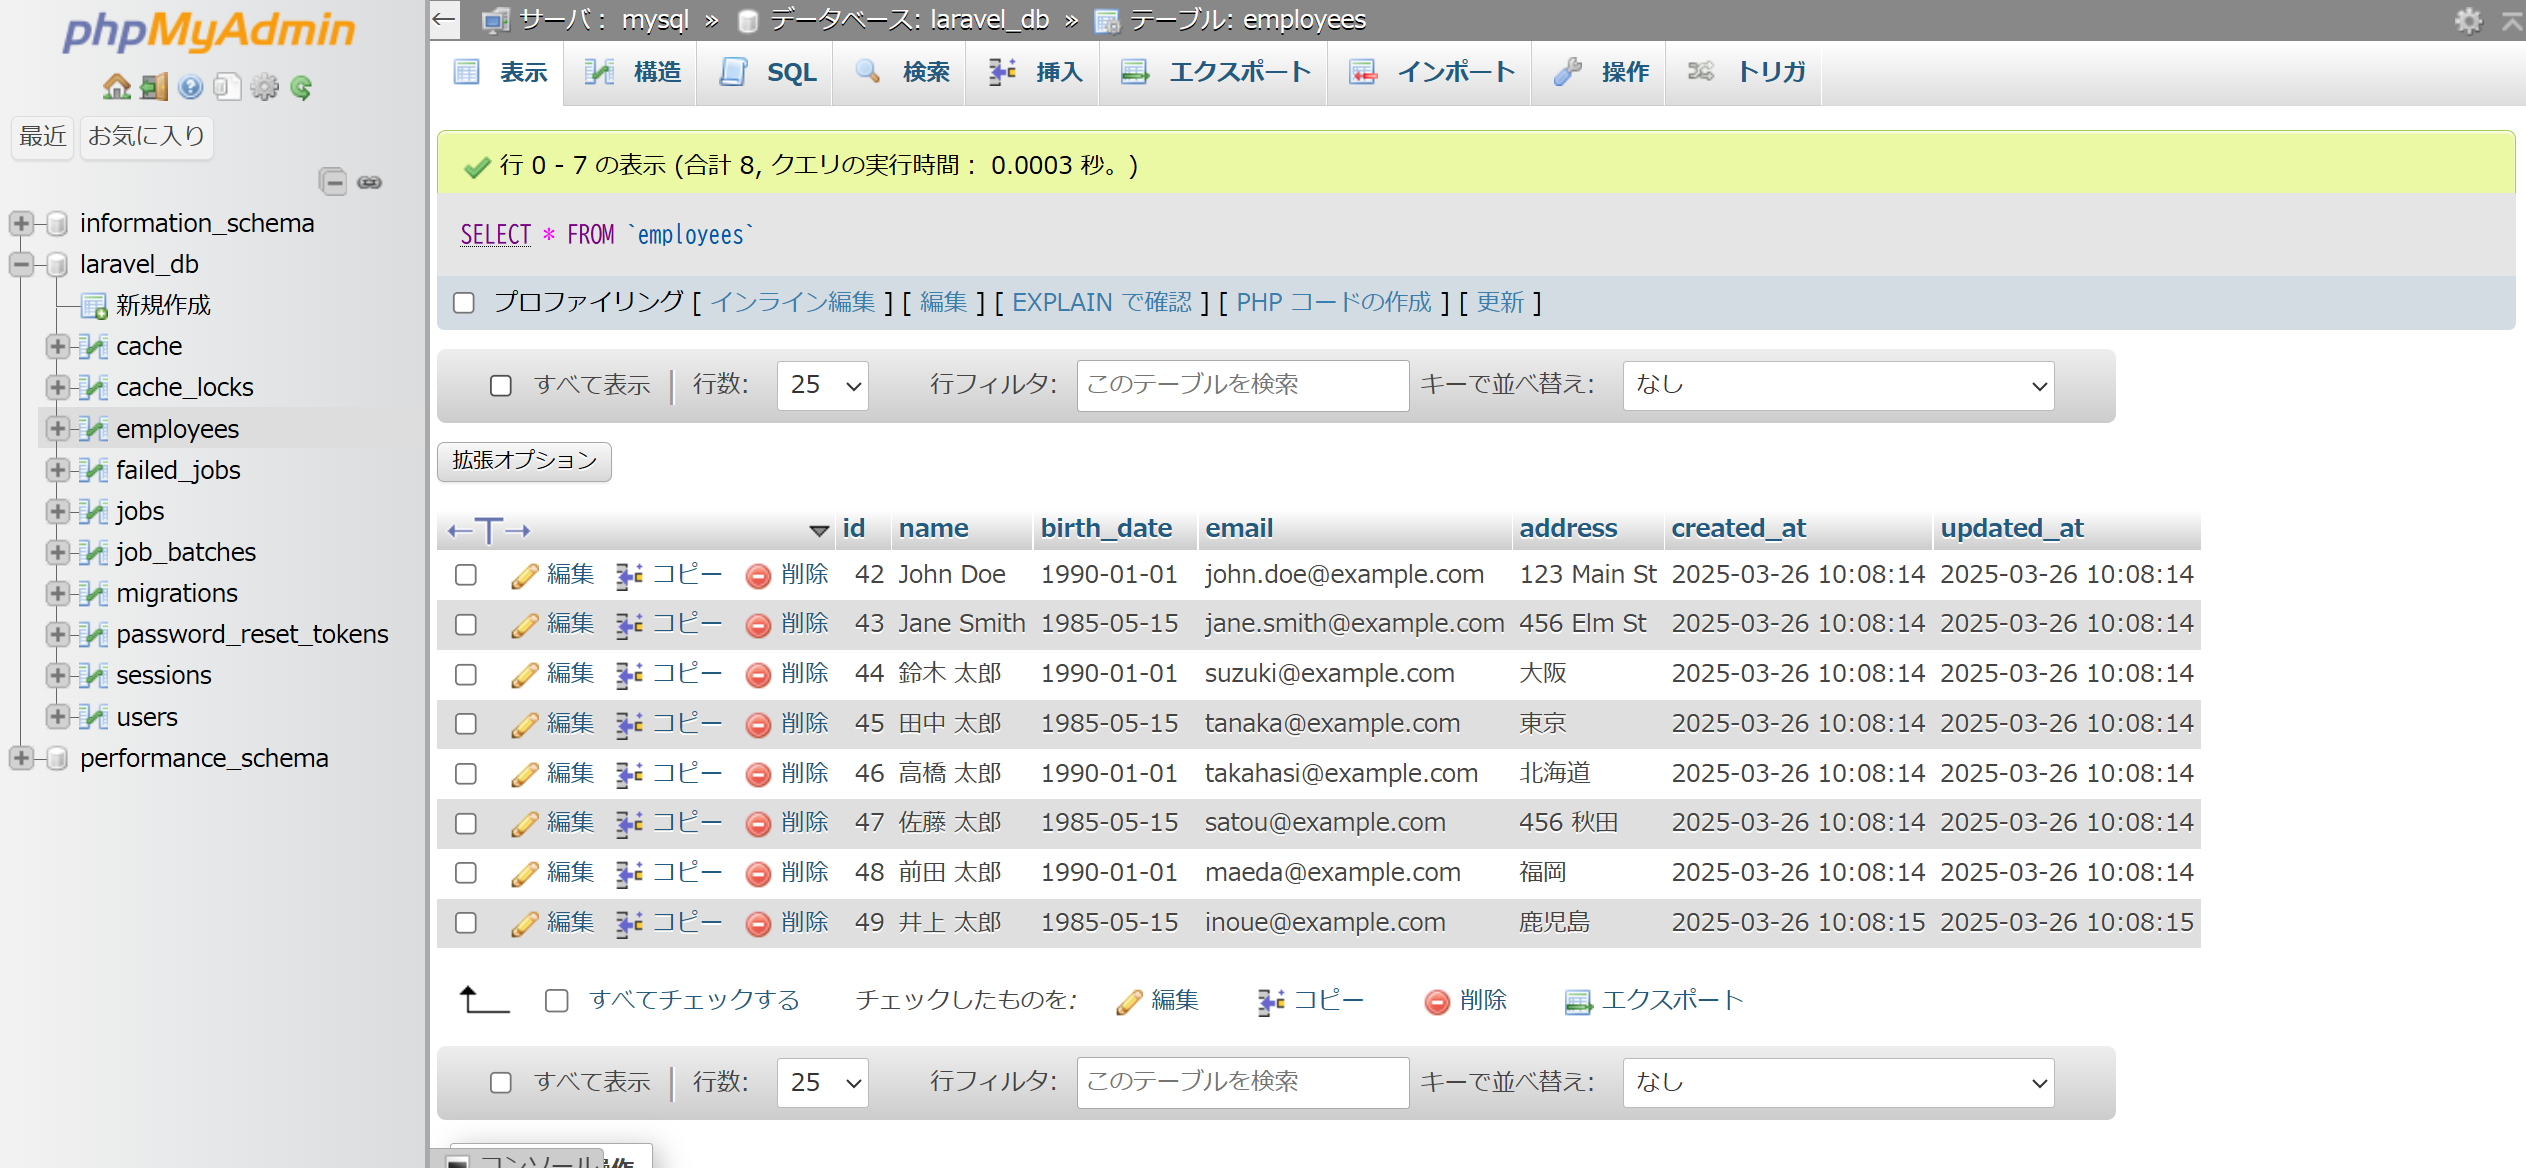 phpMyAdmin
最近 お気に入り
information_schema
laravel_db
新規作成
cache
cache_locks
employees
failed_jobs
jobs
job_batches
migrations
password_reset_tokens
sessions
users
performance_schema
サーバ： mysql » データベース: laravel_db » テーブル: employees
表示 構造 SQL 検索 挿入 エクスポート インポート 操作 トリガ
行 0 - 7 の表示 (合計 8, クエリの実行時間： 0.0003 秒。)
SELECT * FROM `employees`
プロファイリング [ インライン編集 ] [ 編集 ] [ EXPLAIN で確認 ] [ PHP コードの作成 ] [ 更新 ]
すべて表示 行数: 25 行フィルタ: このテーブルを検索 キーで並べ替え: なし
拡張オプション
←T→ id name birth_date email address created_at updated_at
編集 コピー 削除 42 John Doe 1990-01-01 john.doe@example.com 123 Main St 2025-03-26 10:08:14 2025-03-26 10:08:14
編集 コピー 削除 43 Jane Smith 1985-05-15 jane.smith@example.com 456 Elm St 2025-03-26 10:08:14 2025-03-26 10:08:14
編集 コピー 削除 44 鈴木 太郎 1990-01-01 suzuki@example.com 大阪 2025-03-26 10:08:14 2025-03-26 10:08:14
編集 コピー 削除 45 田中 太郎 1985-05-15 tanaka@example.com 東京 2025-03-26 10:08:14 2025-03-26 10:08:14
編集 コピー 削除 46 高橋 太郎 1990-01-01 takahasi@example.com 北海道 2025-03-26 10:08:14 2025-03-26 10:08:14
編集 コピー 削除 47 佐藤 太郎 1985-05-15 satou@example.com 456 秋田 2025-03-26 10:08:14 2025-03-26 10:08:14
編集 コピー 削除 48 前田 太郎 1990-01-01 maeda@example.com 福岡 2025-03-26 10:08:14 2025-03-26 10:08:14
編集 コピー 削除 49 井上 太郎 1985-05-15 inoue@example.com 鹿児島 2025-03-26 10:08:15 2025-03-26 10:08:15
すべてチェックする チェックしたものを: 編集 コピー 削除 エクスポート
すべて表示 行数: 25 行フィルタ: このテーブルを検索 キーで並べ替え: なし
コンソール